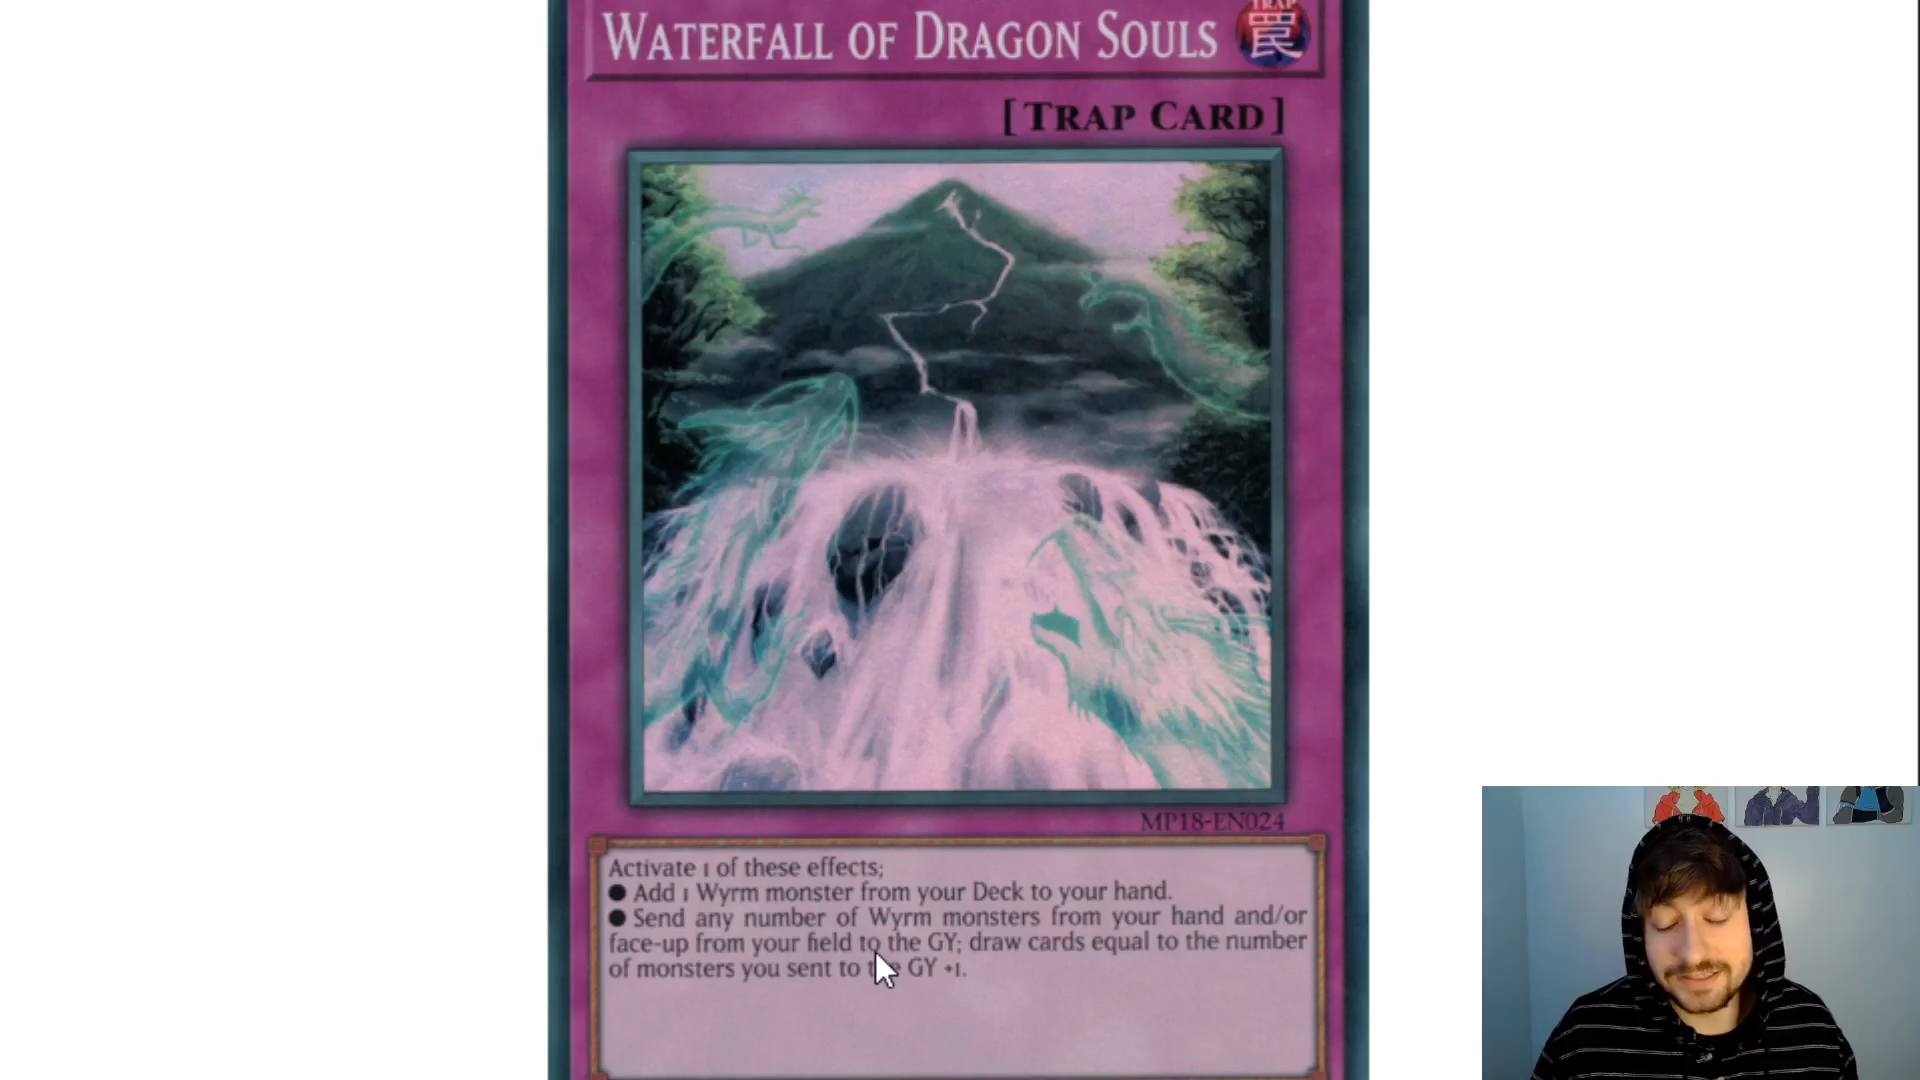 WATERFALL OF DRAGON SOULS
TRAP
罠
[TRAP CARD]
MP18-EN024
Activate 1 of these effects;
● Add 1 Wyrm monster from your Deck to your hand.
● Send any number of Wyrm monsters from your hand and/or
face-up from your field to the GY; draw cards equal to the number
of monsters you sent to the GY +1.